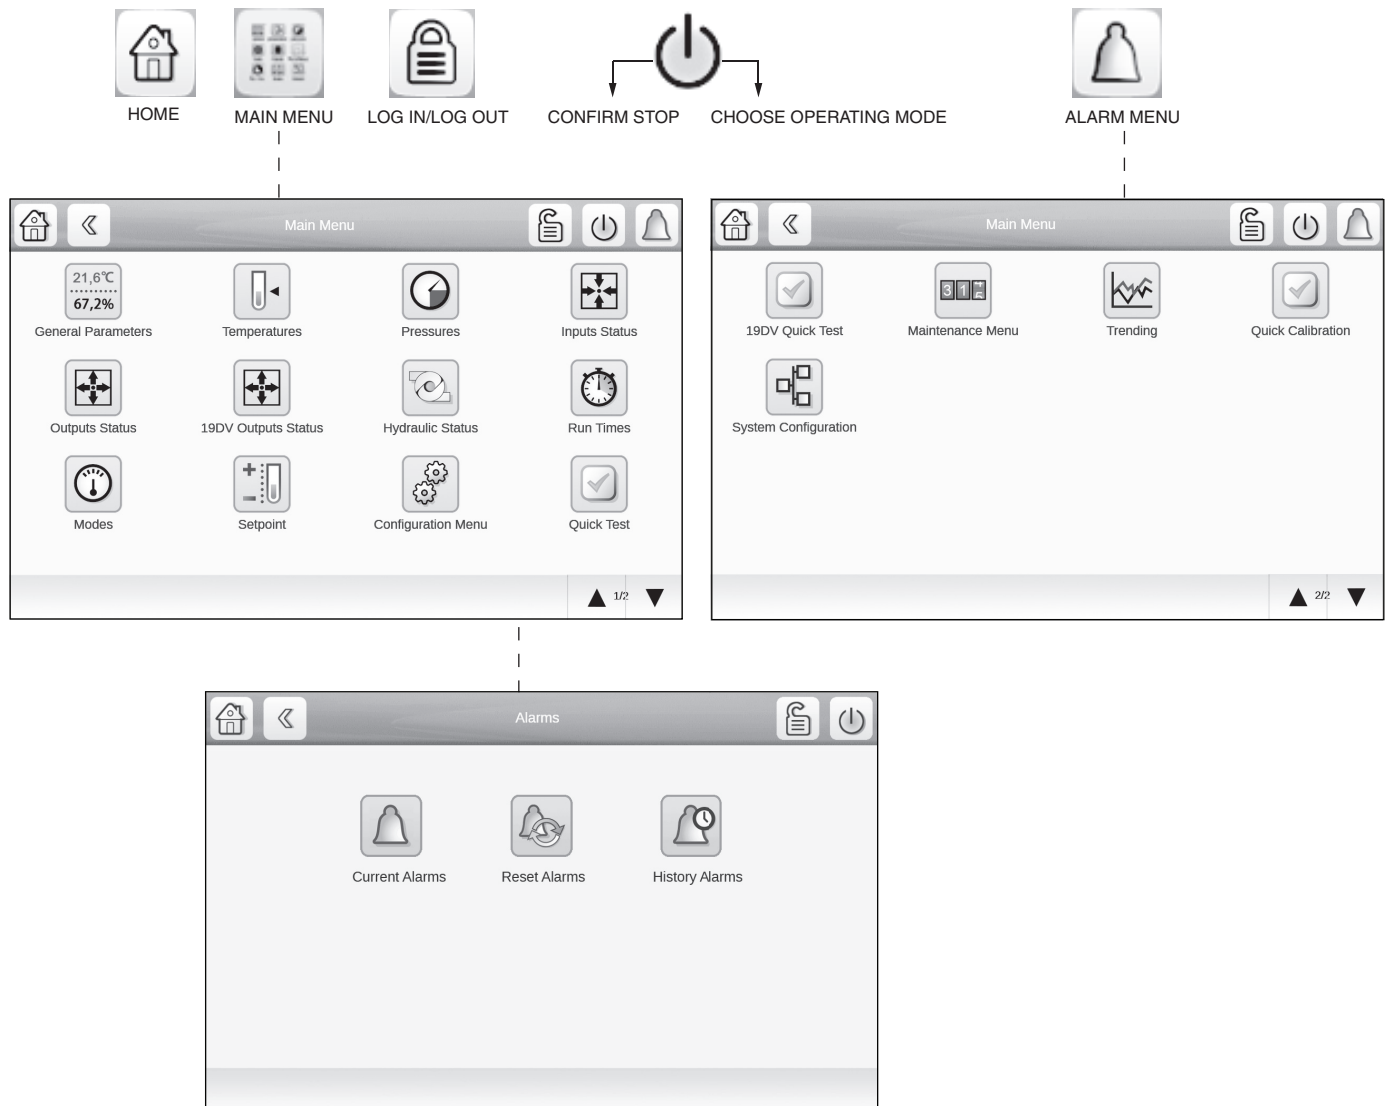 HOME
MAIN MENU
LOG IN/LOG OUT
CONFIRM STOP
CHOOSE OPERATING MODE
ALARM MENU
Main Menu
21,6°C
67,2%
General Parameters
Temperatures
Pressures
Inputs Status
Outputs Status
19DV Outputs Status
Hydraulic Status
Run Times
Modes
Setpoint
Configuration Menu
Quick Test
1/2
Main Menu
19DV Quick Test
3 1
Maintenance Menu
Trending
Quick Calibration
System Configuration
2/2
Alarms
Current Alarms
Reset Alarms
History Alarms